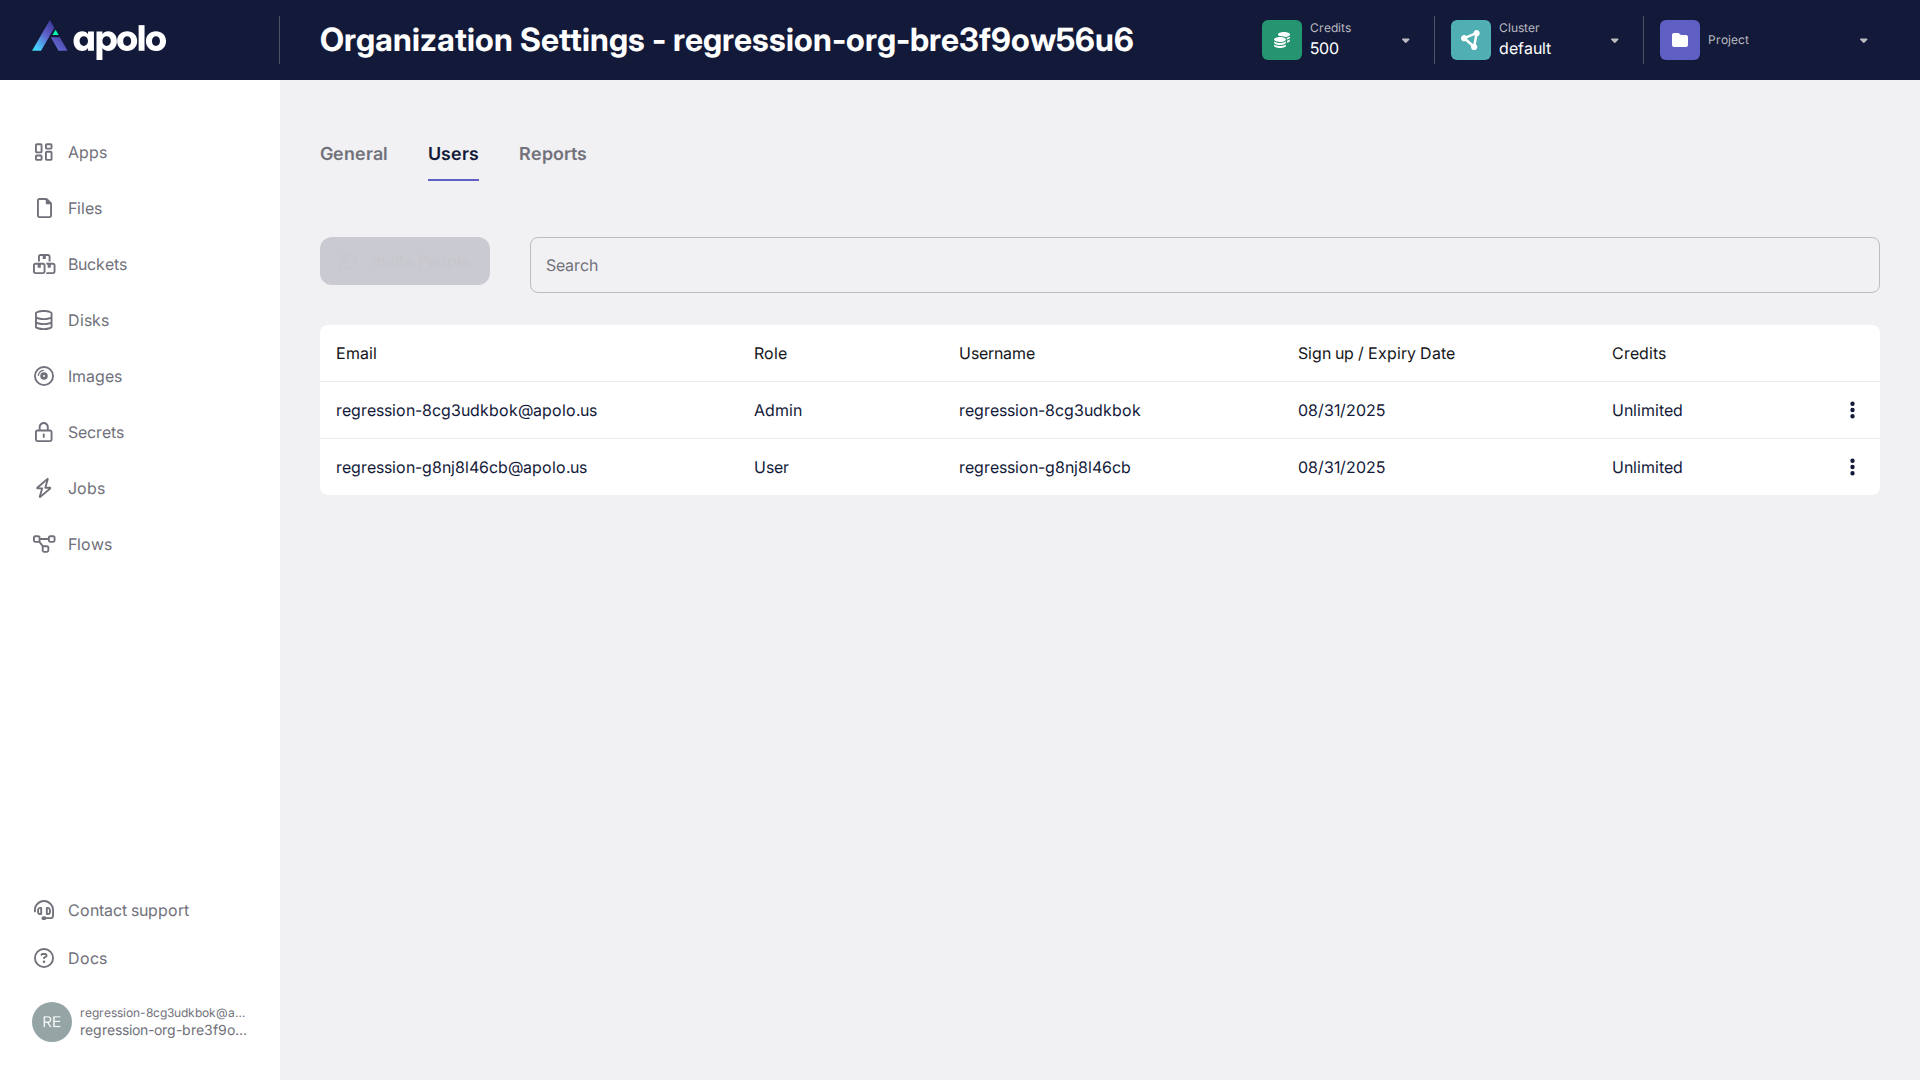 apolo
Organization Settings - regression-org-bre3f9ow56u6
Credits
500
Cluster
default
Project
Apps
Files
Buckets
Disks
Images
Secrets
Jobs
Flows
Contact support
Docs
RE
regression-8cg3udkbok@a...
regression-org-bre3f9o...
General Users Reports
Search
Email Role Username Sign up / Expiry Date Credits
regression-8cg3udkbok@apolo.us Admin regression-8cg3udkbok 08/31/2025 Unlimited
regression-g8nj8l46cb@apolo.us User regression-g8nj8l46cb 08/31/2025 Unlimited